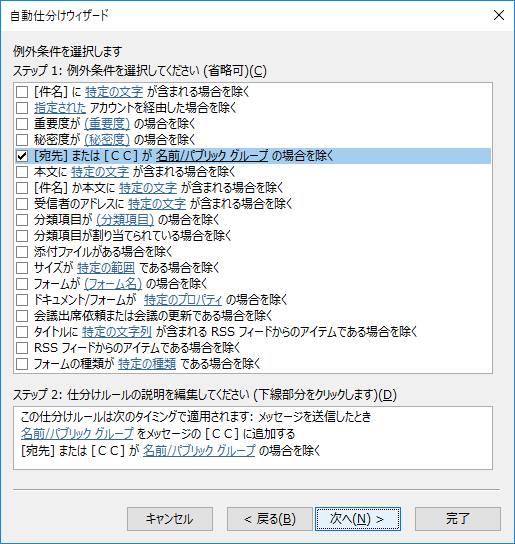 自動仕分けウィザード
例外条件を選択します
ステップ 1: 例外条件を選択してください (省略可)(C)
[件名] に 特定の文字 が含まれる場合を除く
指定された アカウントを経由した場合を除く
重要度が (重要度) の場合を除く
秘密度が (秘密度) の場合を除く
[宛先] または [ＣＣ] が 名前/パブリック グループ の場合を除く
本文に 特定の文字 が含まれる場合を除く
[件名] か本文に 特定の文字 が含まれる場合を除く
受信者のアドレスに 特定の文字 が含まれる場合を除く
分類項目が (分類項目) の場合を除く
分類項目が割り当てられている場合を除く
添付ファイルがある場合を除く
サイズが 特定の範囲 である場合を除く
フォームが (フォーム名) の場合を除く
ドキュメント/フォームが 特定のプロパティ の場合を除く
会議出席依頼または会議の更新である場合を除く
タイトルに 特定の文字列 が含まれる RSS フィードからのアイテムである場合を除く
RSS フィードからのアイテムである場合を除く
フォームの種類が 特定の種類 である場合を除く
ステップ 2: 仕分けルールの説明を編集してください (下線部分をクリックします)(D)
この仕分けルールは次のタイミングで適用されます: メッセージを送信したとき
名前/パブリック グループ をメッセージの [ＣＣ] に追加する
[宛先] または [ＣＣ] が 名前/パブリック グループ の場合を除く
キャンセル
< 戻る(B)
次へ(N) >
完了